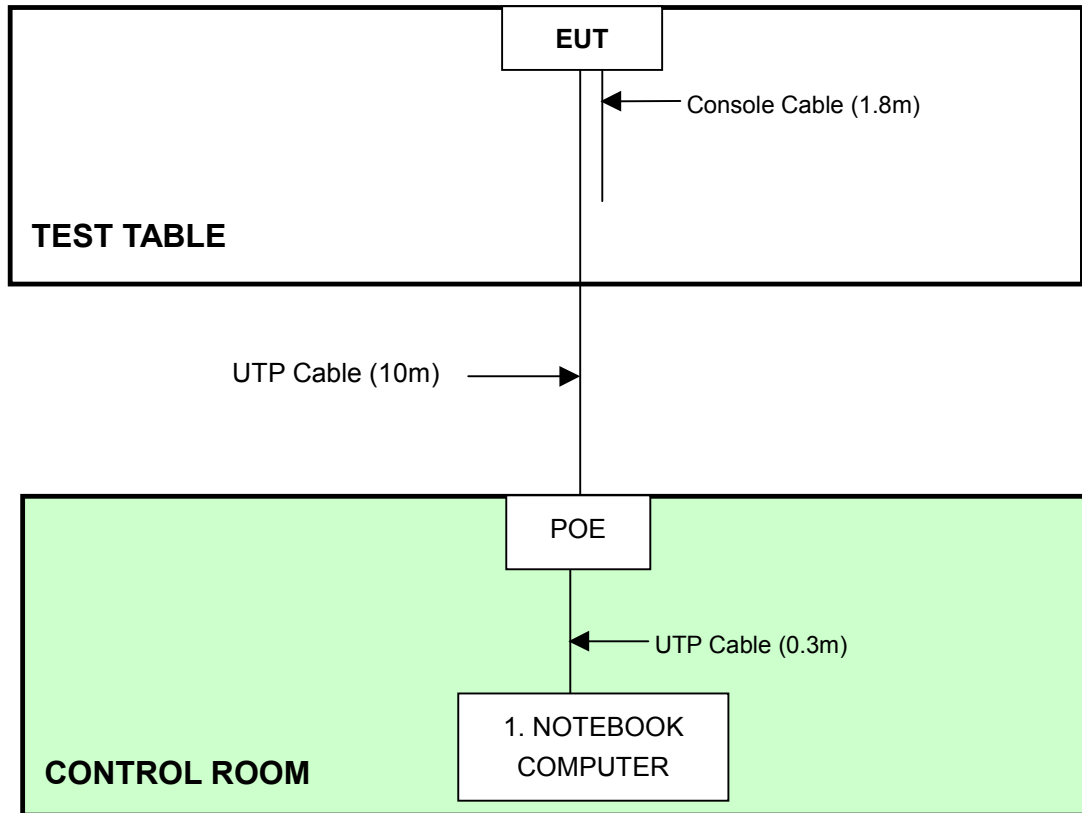 EUT
Console Cable (1.8m)
TEST TABLE
UTP Cable (10m)
POE
UTP Cable (0.3m)
1. NOTEBOOK
COMPUTER
CONTROL ROOM